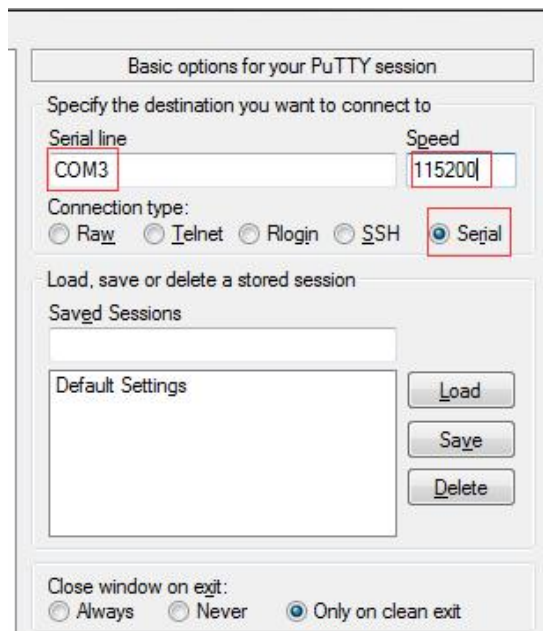 Basic options for your PuTTY session
Specify the destination you want to connect to
Serial line Speed
COM3 115200
Connection type:
Raw Telnet Rlogin SSH Serial
Load, save or delete a stored session
Saved Sessions
Default Settings
Load
Save
Delete
Close window on exit:
Always Never Only on clean exit